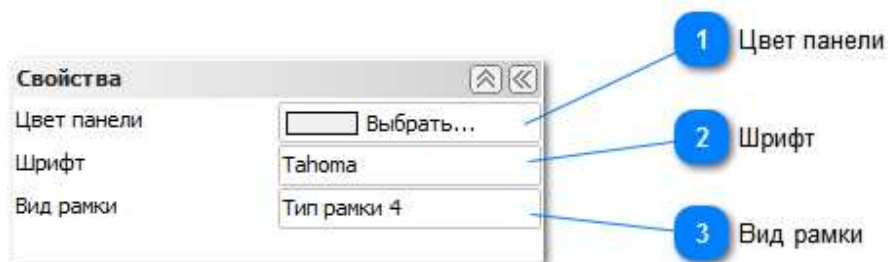 1 Цвет панели
Свойства
Цвет панели Выбрать...
2 Шрифт
Шрифт Tahoma
Вид рамки Тип рамки 4
3 Вид рамки